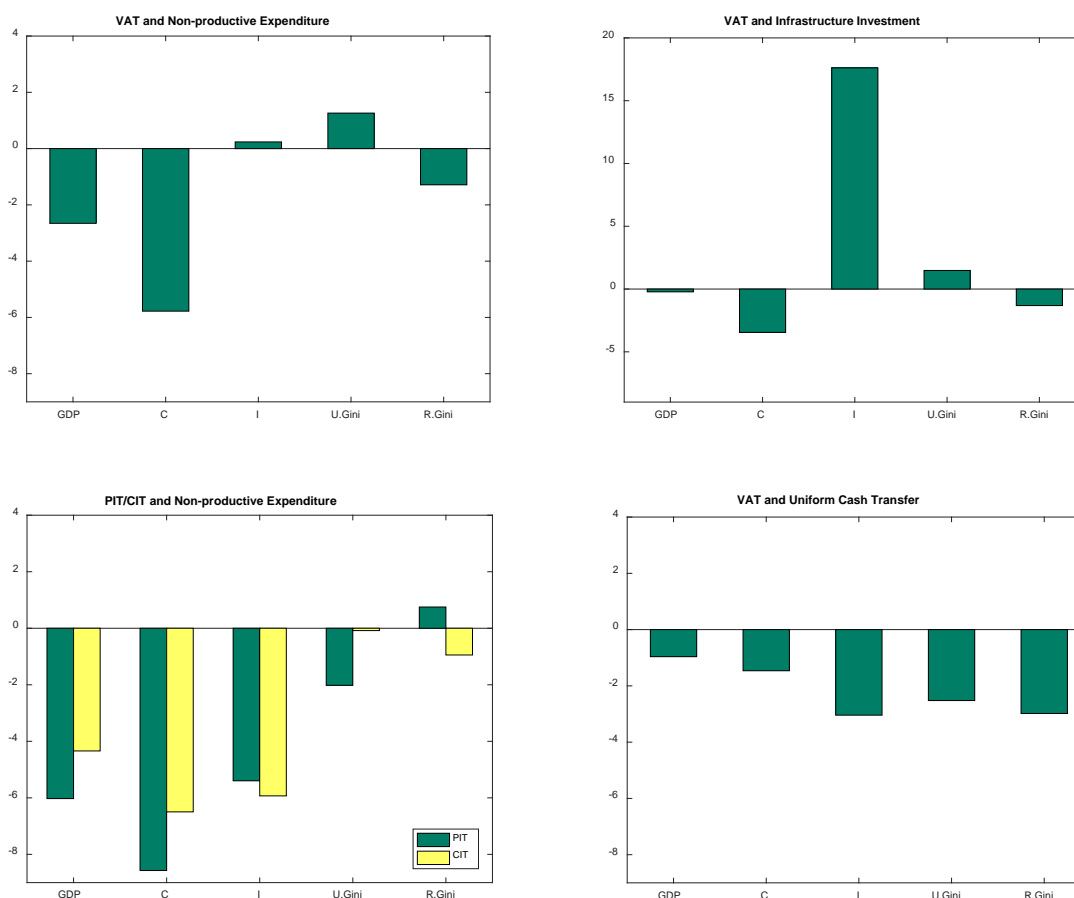 VAT and Non-productive Expenditure
4
2
0
-2
-4
-6
-8
GDP C I U.Gini R.Gini
VAT and Infrastructure Investment
20
15
10
5
0
-5
GDP C I U.Gini R.Gini
PIT/CIT and Non-productive Expenditure
4
2
0
-2
-4
-6
-8
PIT
CIT
GDP C I U.Gini R.Gini
VAT and Uniform Cash Transfer
4
2
0
-2
-4
-6
-8
GDP C I U.Gini R.Gini